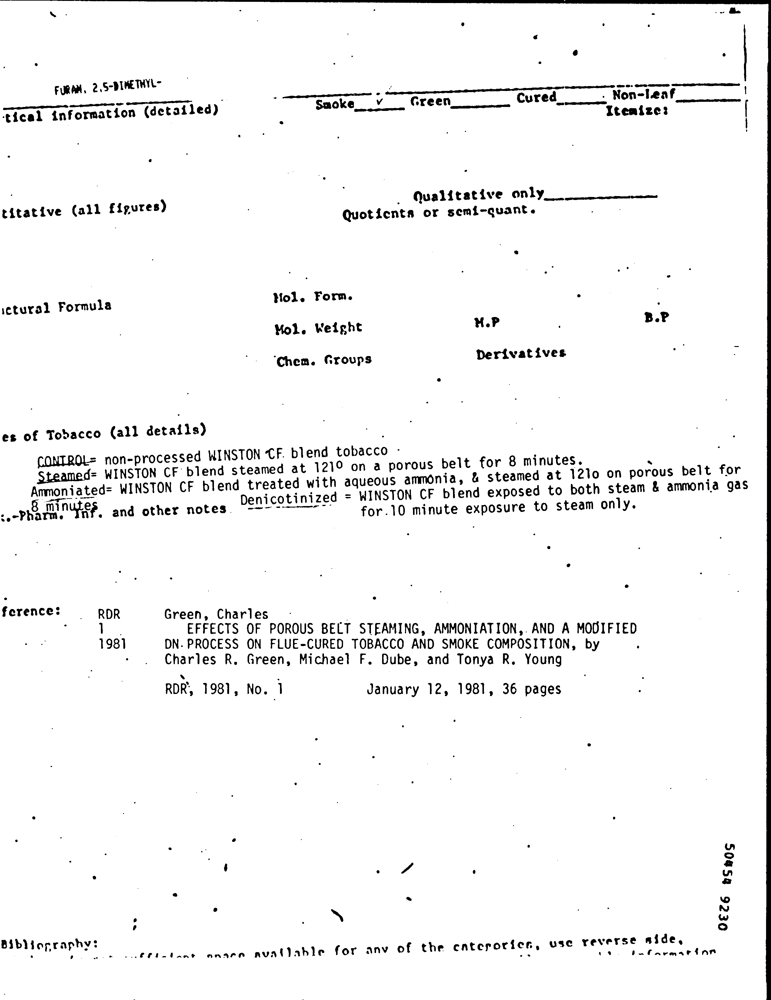 FURAN, 2,5-DIMETHYL-
tical information (detailed) Smoke ✓ Green Cured Non-Leaf
Itemize:
titative (all figures) Qualitative only
Quotients or semi-quant.
uctural Formula Mol. Form.
Mol. Weight M.P B.P
Chem. Groups Derivatives
es of Tobacco (all details)
CONTROL= non-processed WINSTON CF. blend tobacco
Steamed= WINSTON CF blend steamed at 121° on a porous belt for 8 minutes.
Ammoniated= WINSTON CF blend treated with aqueous ammonia, & steamed at 121o on porous belt for
8 minutes Denicotinized = WINSTON CF blend exposed to both steam & ammonia gas
.-Pharm. Inf. and other notes for 10 minute exposure to steam only.
ference: RDR Green, Charles
1 EFFECTS OF POROUS BELT STEAMING, AMMONIATION, AND A MODIFIED
1981 DN PROCESS ON FLUE-CURED TOBACCO AND SMOKE COMPOSITION, by
Charles R. Green, Michael F. Dube, and Tonya R. Young
RDR, 1981, No. 1 January 12, 1981, 36 pages
50454 9230
Bibliography:
space available for any of the categories, use reverse side,
information